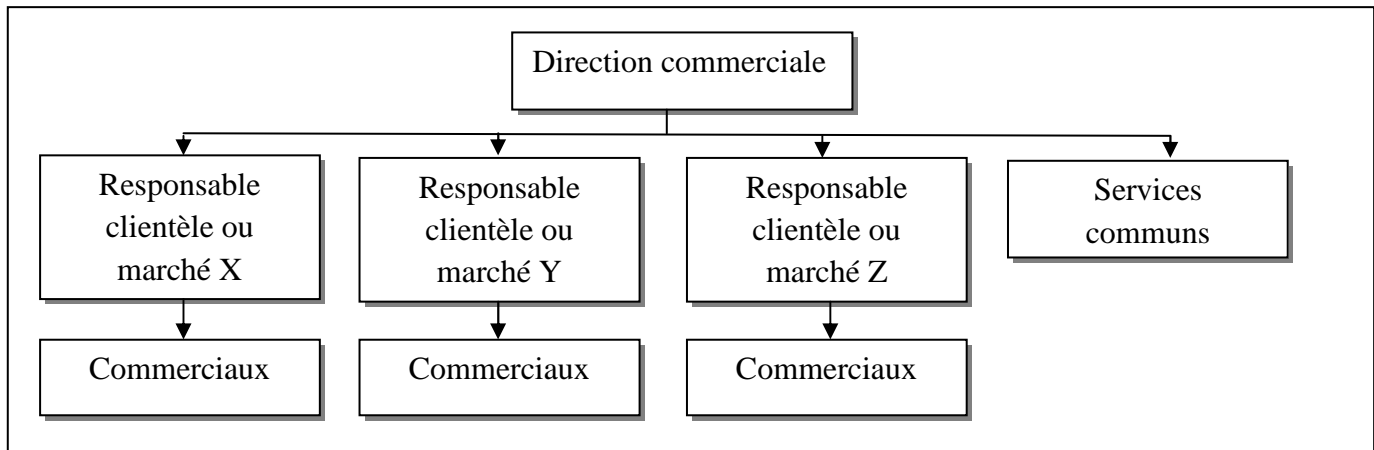 Direction commerciale
Responsable
clientèle ou
marché X
Responsable
clientèle ou
marché Y
Responsable
clientèle ou
marché Z
Services
communs
Commerciaux
Commerciaux
Commerciaux